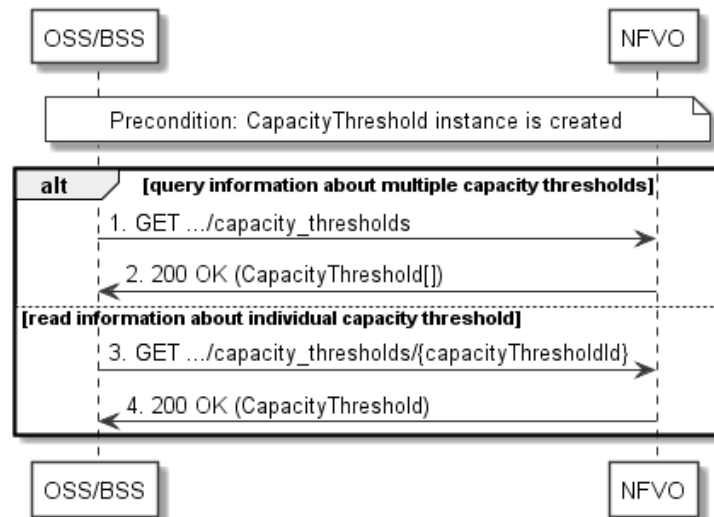 OSS/BSS
NFVO
Precondition: CapacityThreshold instance is created
alt
[query information about multiple capacity thresholds]
1. GET .../capacity_thresholds
2. 200 OK (CapacityThreshold[])
[read information about individual capacity threshold]
3. GET .../capacity_thresholds/{capacityThresholdId}
4. 200 OK (CapacityThreshold)
OSS/BSS
NFVO